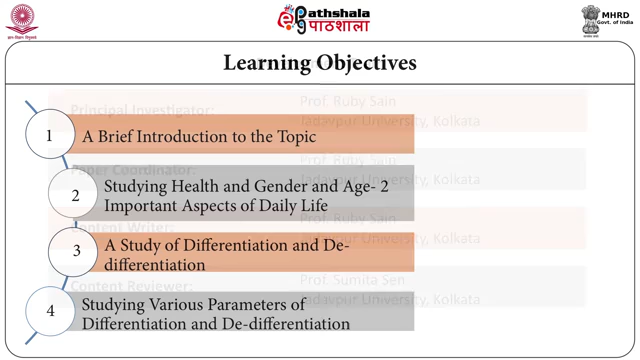 Pathshala
पाठशाला
MHRD
Govt. of India
Learning Objectives
Principal Investigator:
Prof. Ruby Sain
Jadavpur University, Kolkata
1
A Brief Introduction to the Topic
Paper Coordinator:
Prof. Ruby Sain
Jadavpur University, Kolkata
2
Studying Health and Gender and Age- 2
Important Aspects of Daily Life
Content Writer:
Prof. Ruby Sain
Jadavpur University, Kolkata
3
A Study of Differentiation and De-
differentiation
Content Reviewer:
Prof. Sumita Sen
Jadavpur University, Kolkata
4
Studying Various Parameters of
Differentiation and De-differentiation